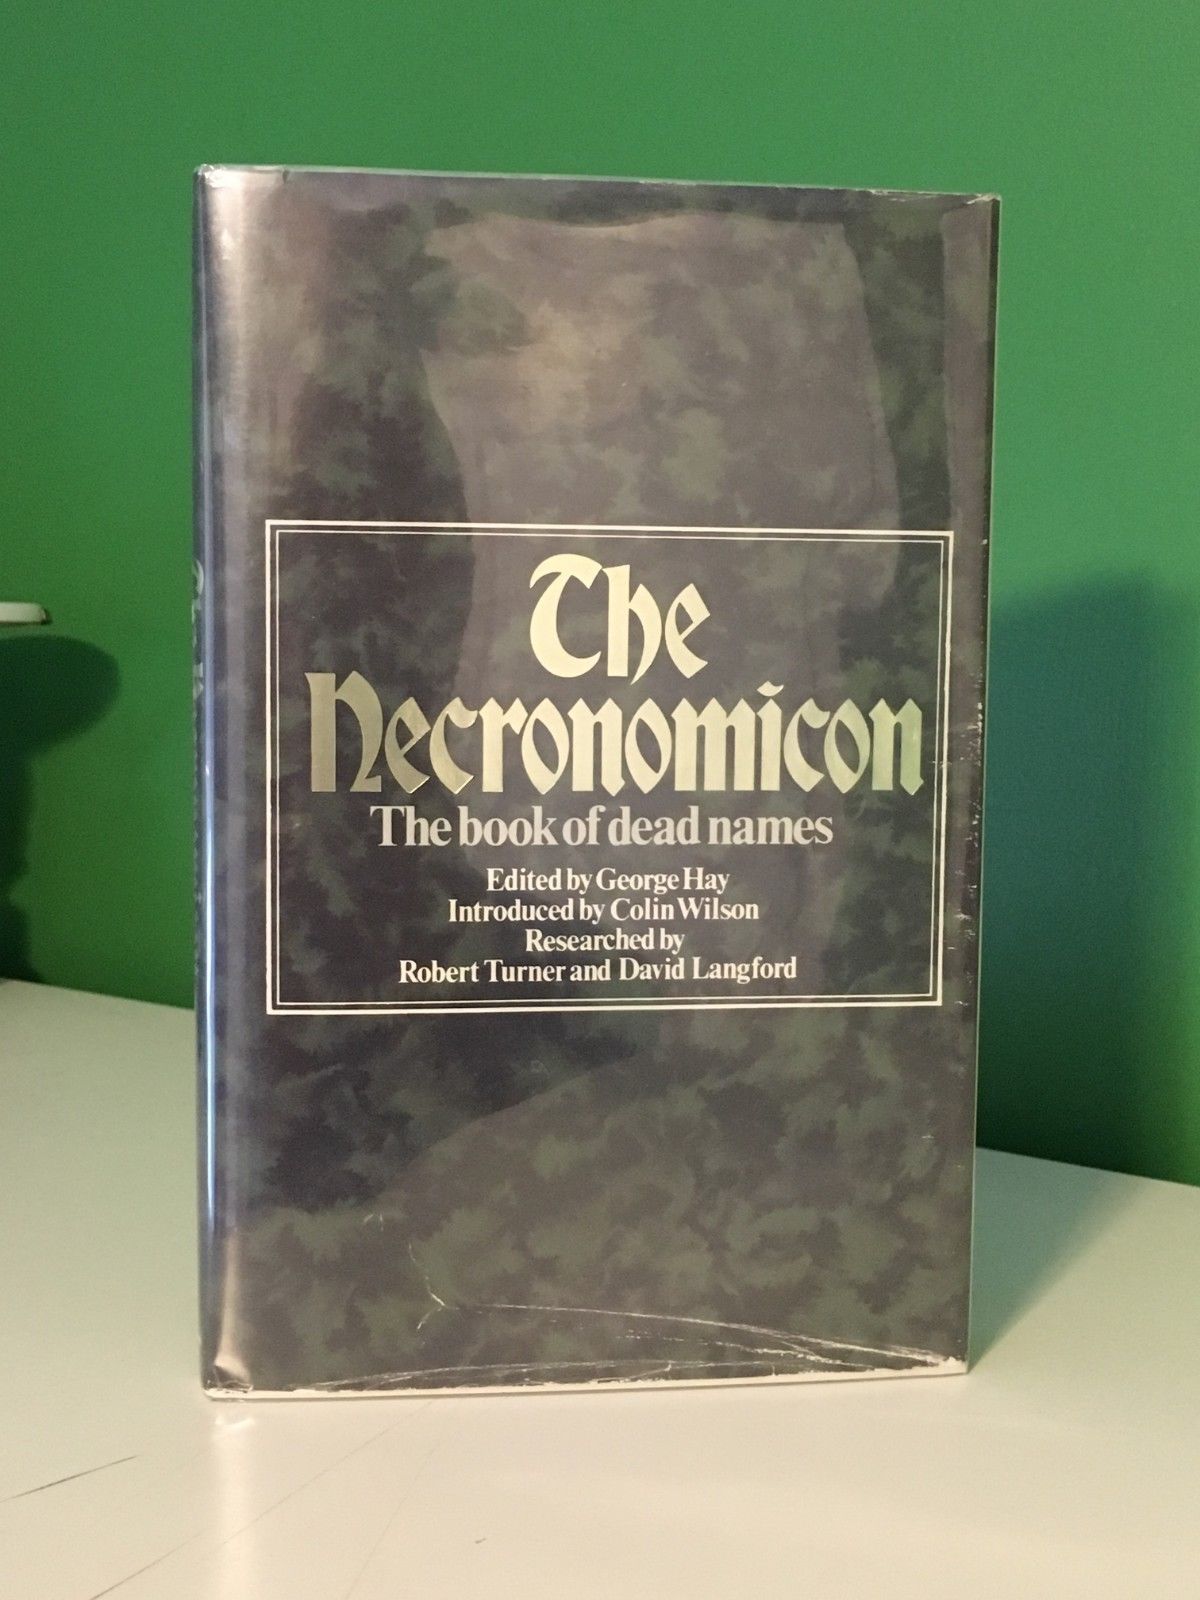 The
Necronomicon
The book of dead names
Edited by George Hay
Introduced by Colin Wilson
Researched by
Robert Turner and David Langford